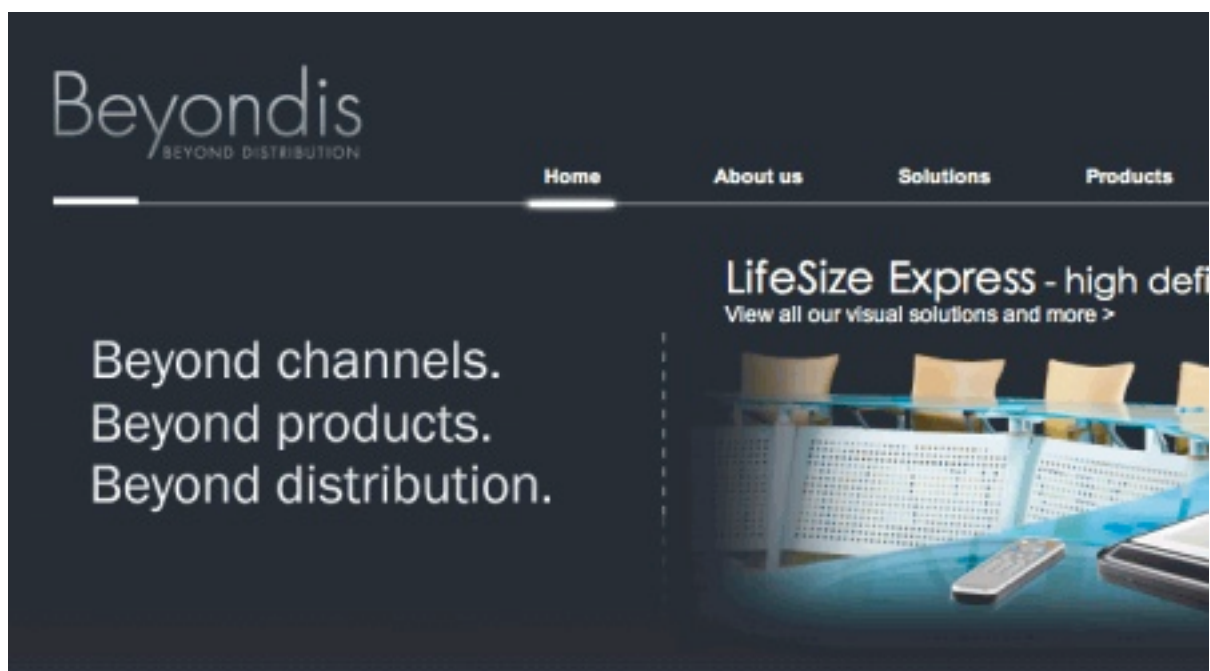 Beyondis
BEYOND DISTRIBUTION
Home About us Solutions Products
LifeSize Express - high defi
View all our visual solutions and more >
Beyond channels.
Beyond products.
Beyond distribution.